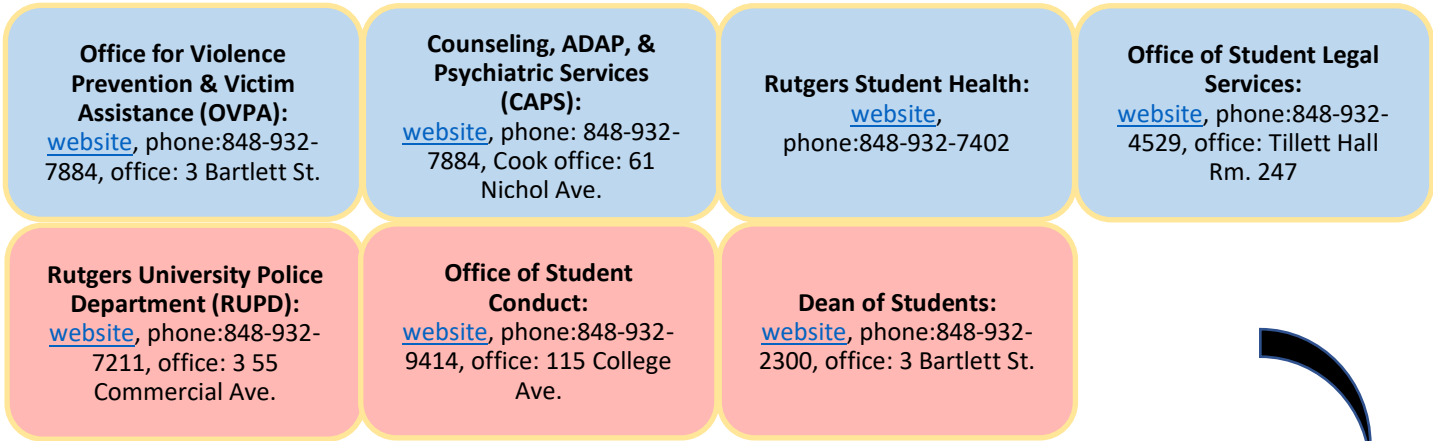 Office for Violence
Prevention & Victim
Assistance (OVPA):
website, phone:848-932-
7884, office: 3 Bartlett St.
Counseling, ADAP, &
Psychiatric Services
(CAPS):
website, phone: 848-932-
7884, Cook office: 61
Nichol Ave.
Rutgers Student Health:
website,
phone:848-932-7402
Office of Student Legal
Services:
website, phone:848-932-
4529, office: Tillett Hall
Rm. 247
Rutgers University Police
Department (RUPD):
website, phone:848-932-
7211, office: 3 55
Commercial Ave.
Office of Student
Conduct:
website, phone:848-932-
9414, office: 115 College
Ave.
Dean of Students:
website, phone:848-932-
2300, office: 3 Bartlett St.